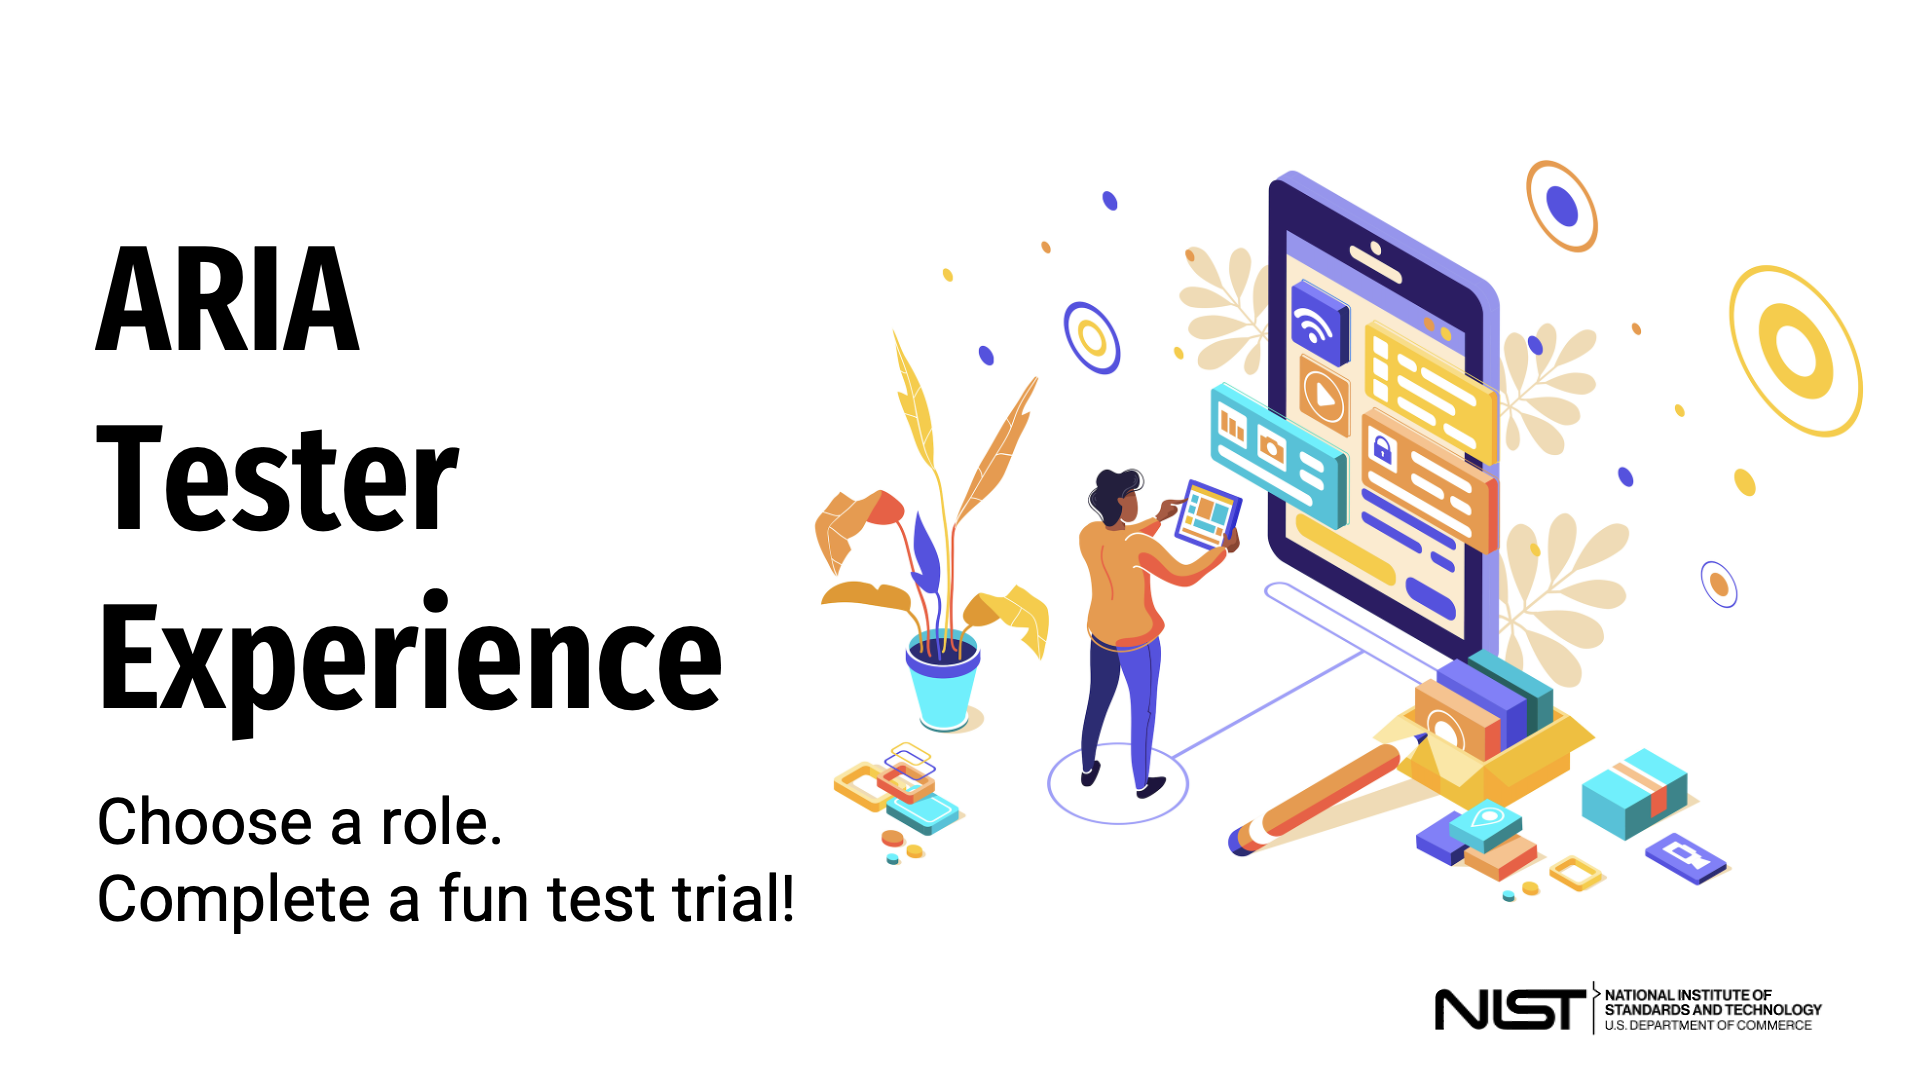 ARIA
Tester
Experience
Choose a role.
Complete a fun test trial!
NIST
NATIONAL INSTITUTE OF
STANDARDS AND TECHNOLOGY
U.S. DEPARTMENT OF COMMERCE